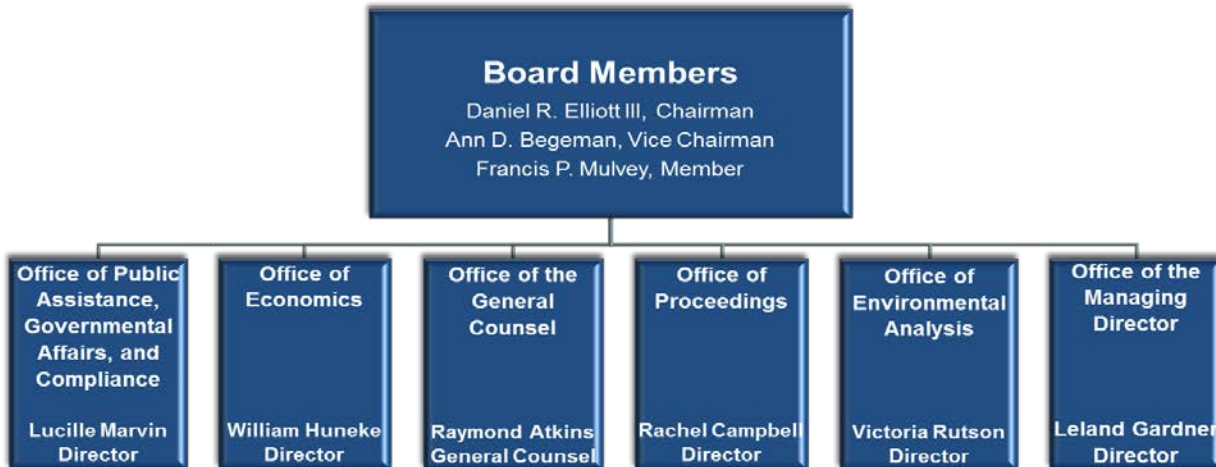 Board Members
Daniel R. Elliott III, Chairman
Ann D. Begeman, Vice Chairman
Francis P. Mulvey, Member
Office of Public
Assistance,
Governmental
Affairs, and
Compliance
Lucille Marvin
Director
Office of
Economics
William Huneke
Director
Office of the
General
Counsel
Raymond Atkins
General Counsel
Office of
Proceedings
Rachel Campbell
Director
Office of
Environmental
Analysis
Victoria Rutson
Director
Office of the
Managing
Director
Leland Gardner
Director